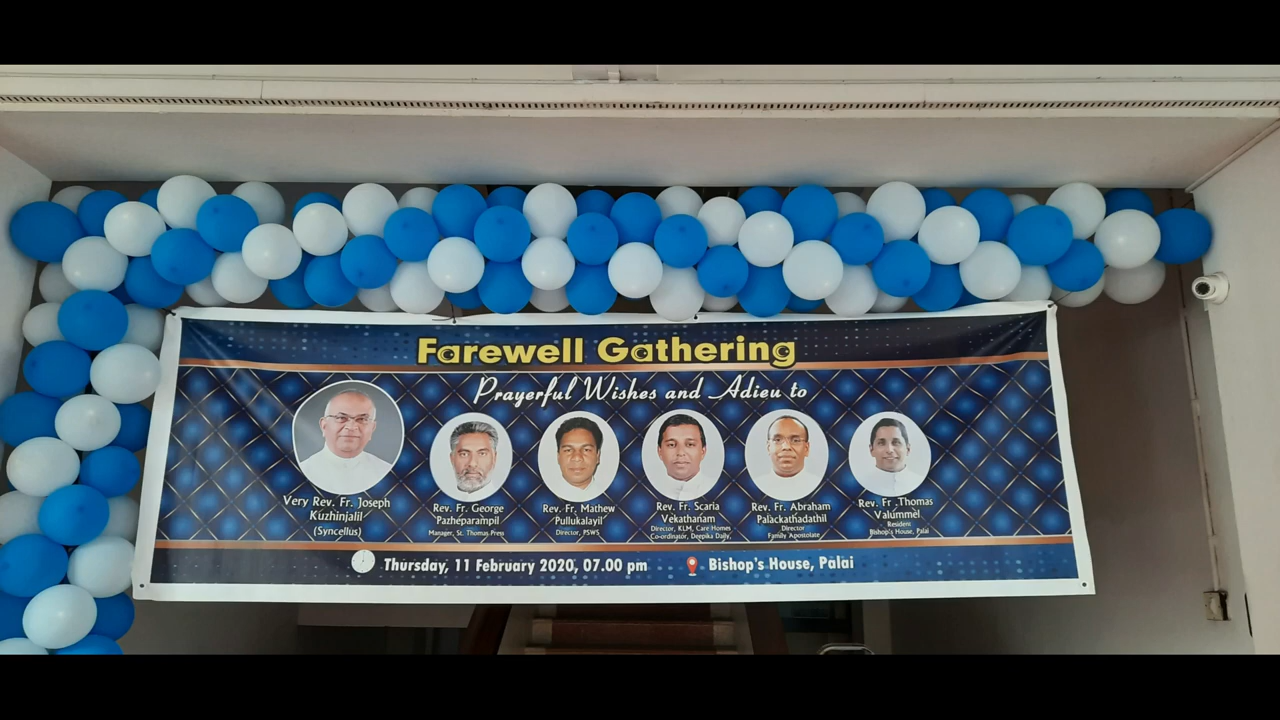 Farewell Gathering
Prayerful Wishes and Adieu to
Very Rev. Fr. Joseph
Kuzhinjalil
(Syncellus)
Rev. Fr. George
Pazheparampil
Manager, St. Thomas Press
Rev. Fr. Mathew
Pullukalayil
Director, PSWS
Rev. Fr. Scaria
Vekathanam
Director, KLM, Care Homes
Co-ordinator, Deepika Daily,
Rev. Fr. Abraham
Palackathadathil
Director
Family Apostolate
Rev. Fr .Thomas
Valummel
Resident
Bishop's House, Palai
Thursday, 11 February 2020, 07.00 pm
Bishop's House, Palai